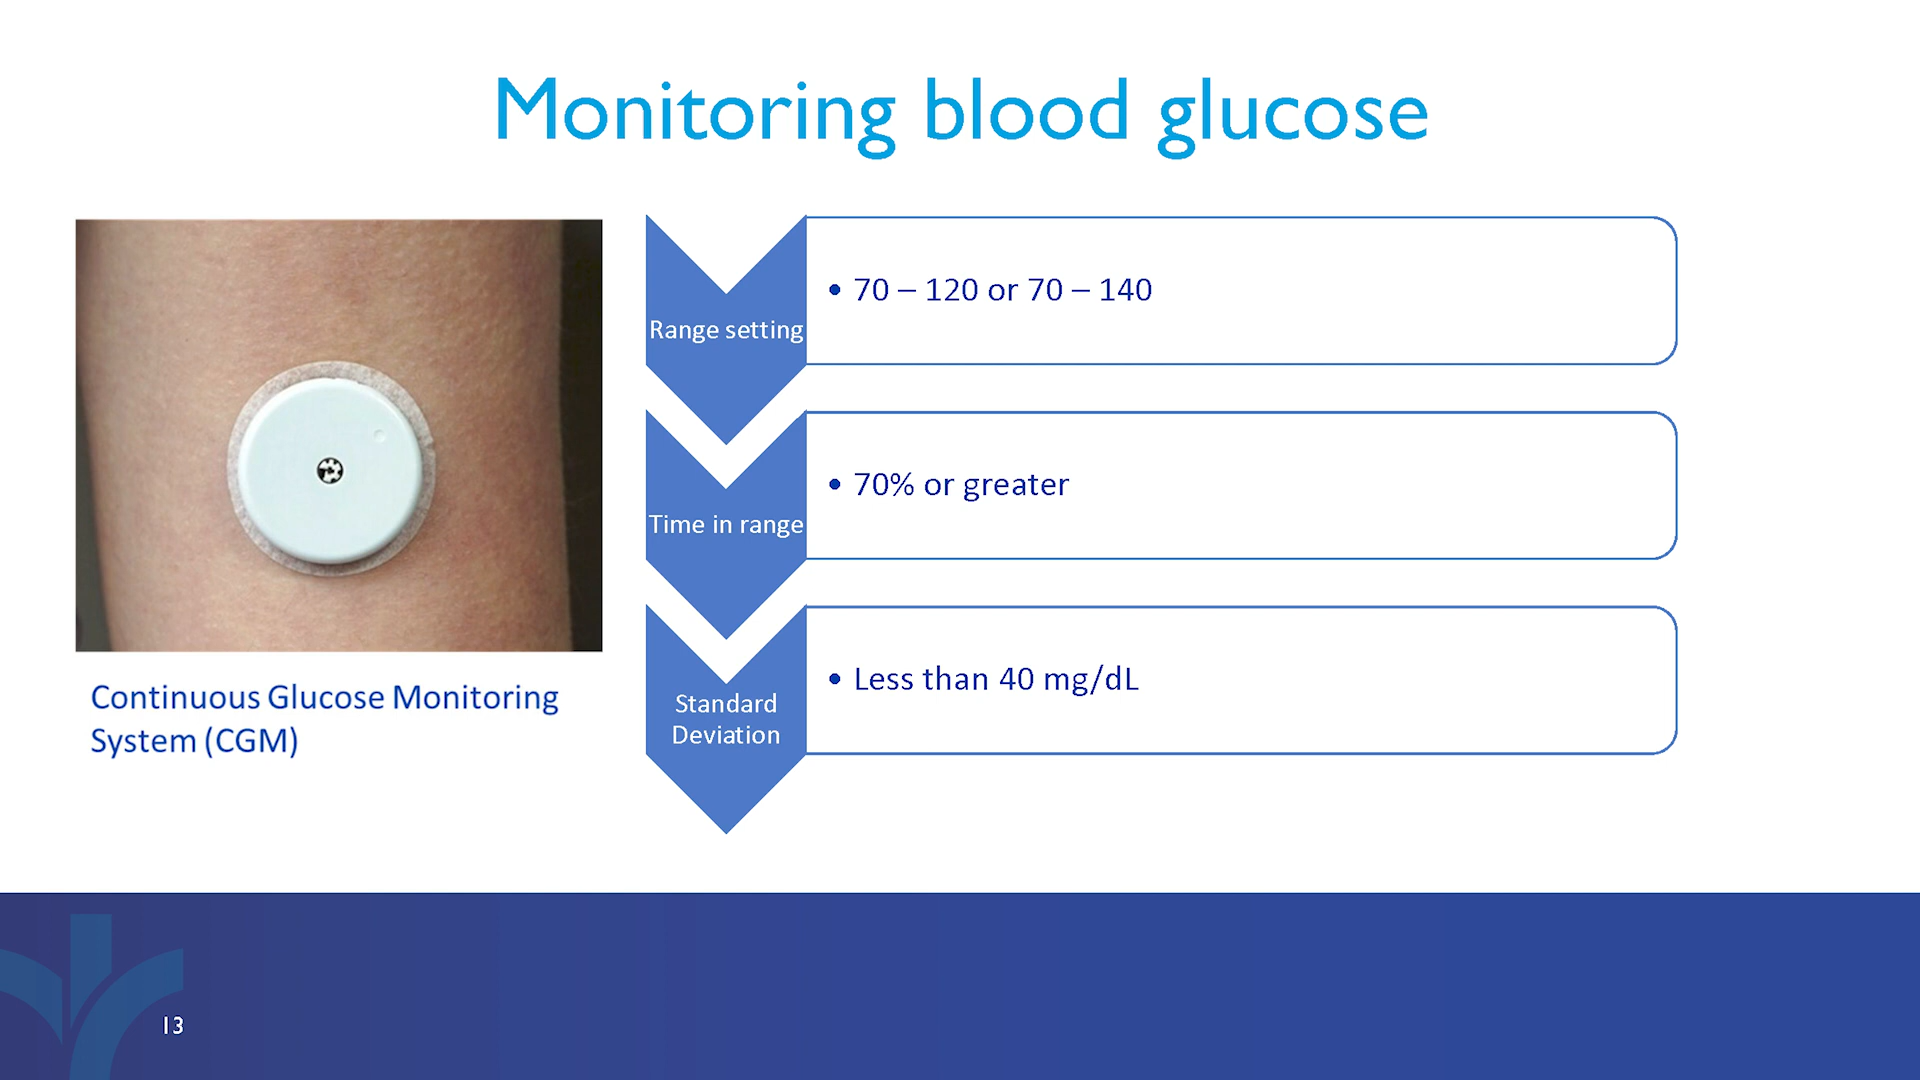 Monitoring blood glucose
Range setting
• 70 – 120 or 70 – 140
Time in range
• 70% or greater
Standard
Deviation
• Less than 40 mg/dL
Continuous Glucose Monitoring
System (CGM)
13